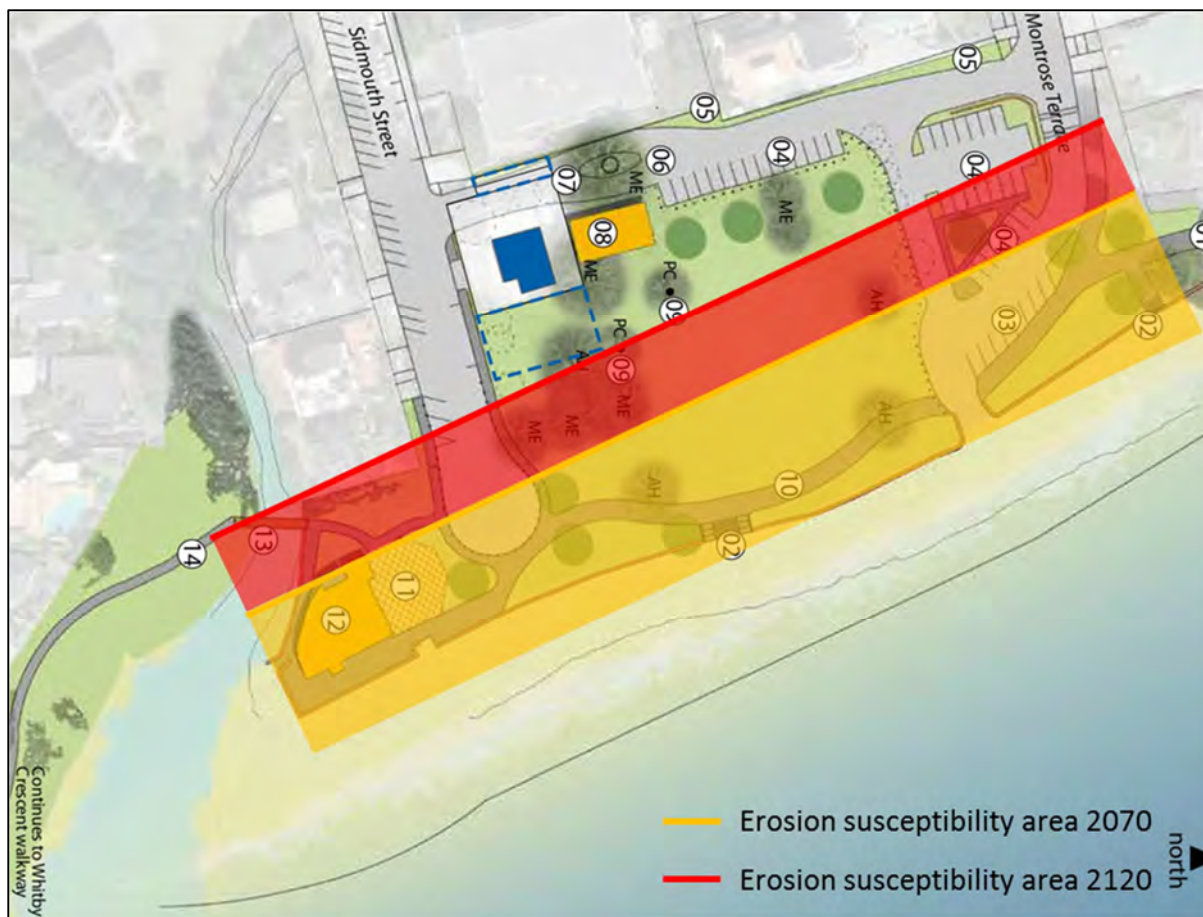 Sidmouth Street
Montrose Terrace
05
05
04
06
ME
07
ME
04
04
08
ME
PC
09
AH
03
02
PC
09
ME
ME
ME
AH
AH
10
02
11
12
13
14
Continues to Whitby
Crescent walkway
Erosion susceptibility area 2070
Erosion susceptibility area 2120
north